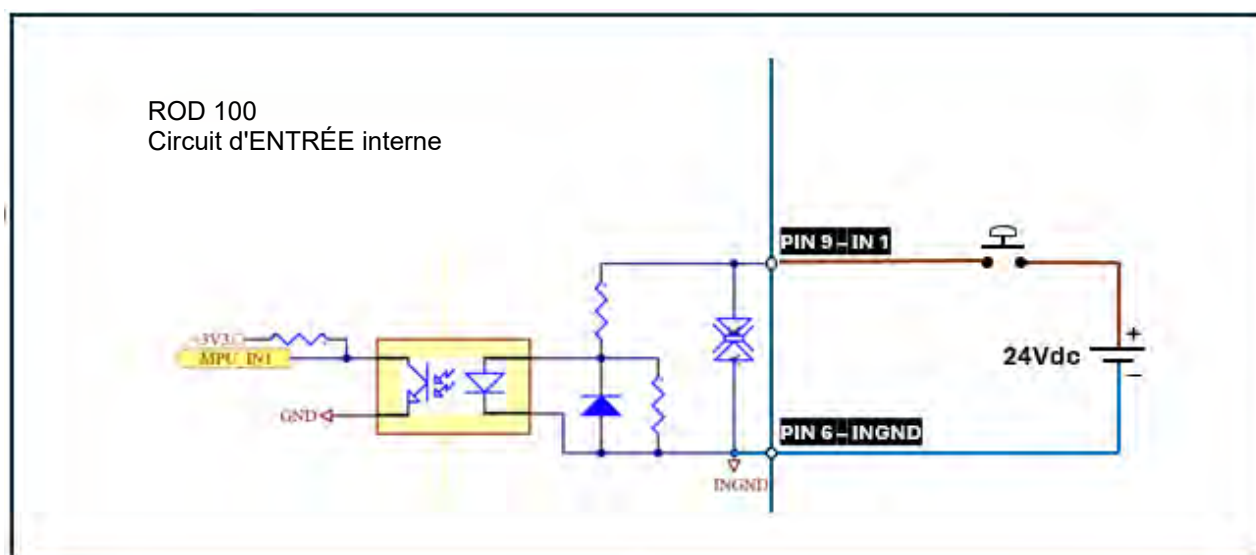 ROD 100
Circuit d'ENTRÉE interne
PIN 9 – IN 1
3V3
MPU_IN1
+
24Vdc
–
GND
PIN 6 – INGND
INGND